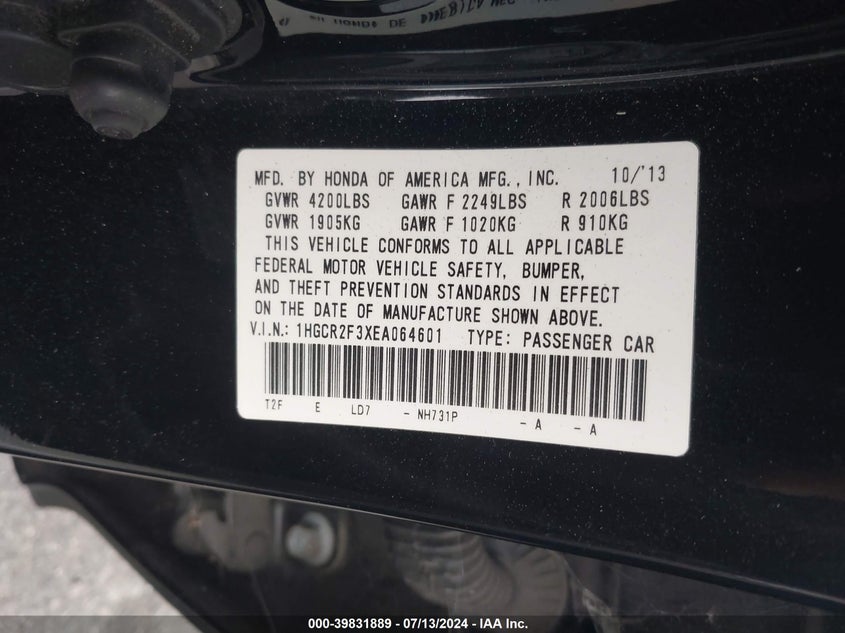 HONDA DE
MFD. BY HONDA OF AMERICA MFG., INC. 10/'13
GVWR 4200LBS GAWR F 2249LBS R 2006LBS
GVWR 1905KG GAWR F 1020KG R 910KG
THIS VEHICLE CONFORMS TO ALL APPLICABLE
FEDERAL MOTOR VEHICLE SAFETY, BUMPER,
AND THEFT PREVENTION STANDARDS IN EFFECT
ON THE DATE OF MANUFACTURE SHOWN ABOVE.
V.I.N.: 1HGCR2F3XEA064601 TYPE: PASSENGER CAR
T2F E LD7 - NH731P - A - A
000-39831889 / 07/13/2024 - IAA Inc.